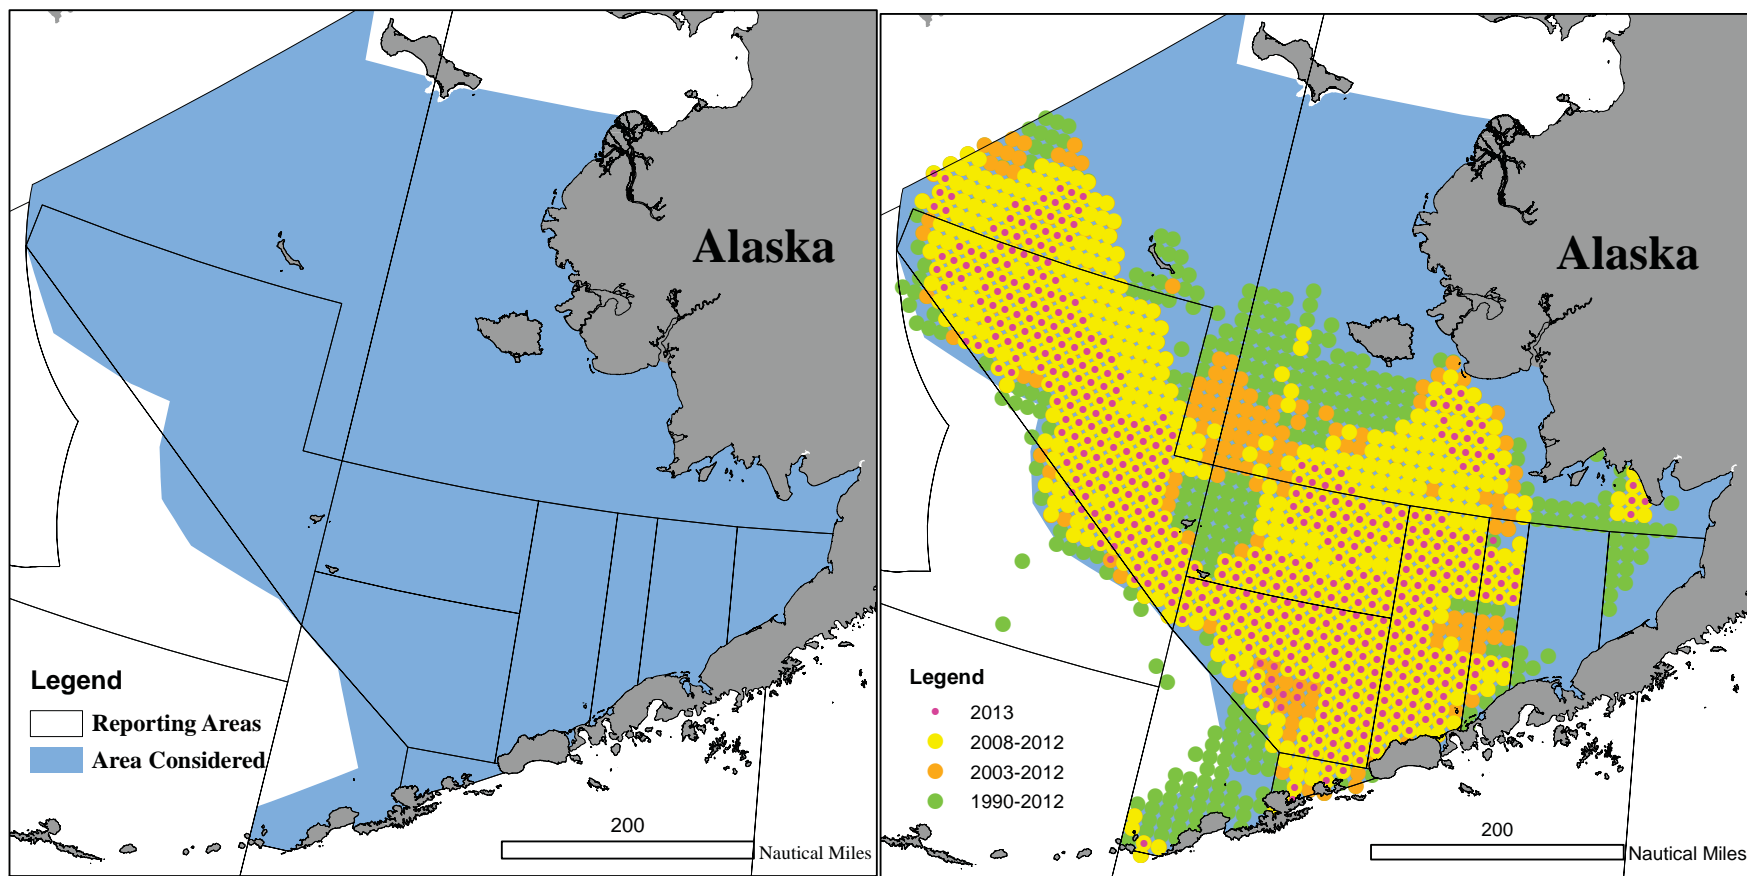 Alaska
Legend
Reporting Areas
Area Considered
200
Nautical Miles
Alaska
Legend
2013
2008-2012
2003-2012
1990-2012
200
Nautical Miles